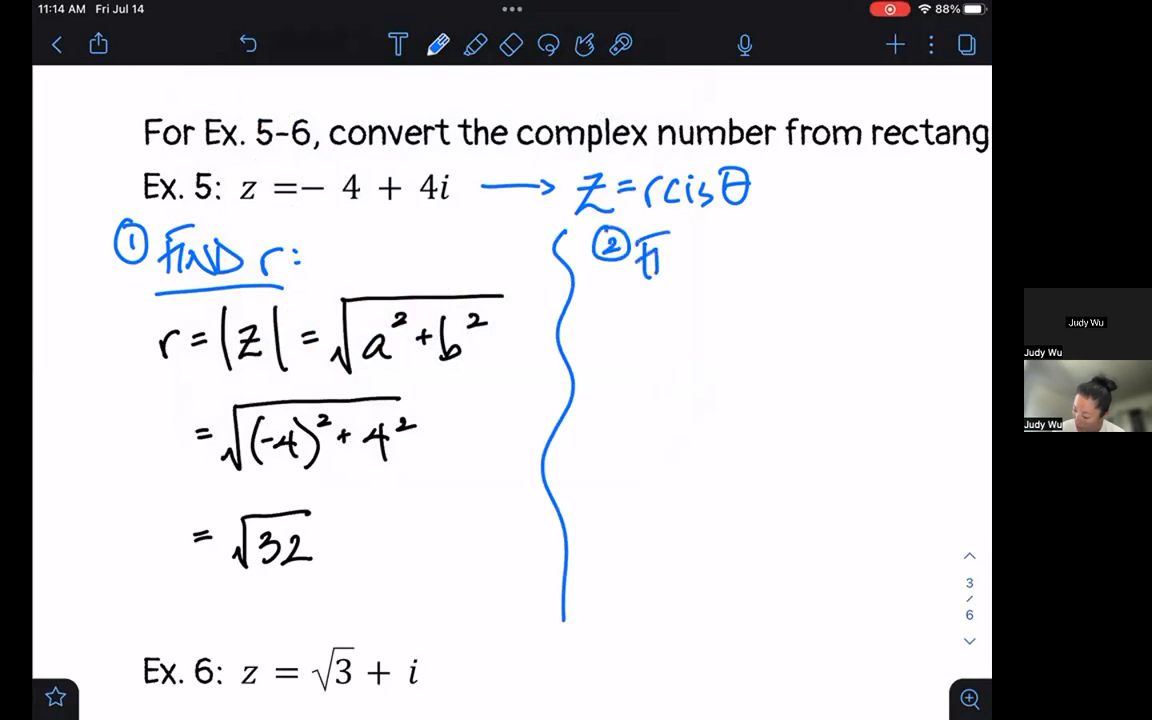 11:14 AM Fri Jul 14
88%
For Ex. 5-6, convert the complex number from rectang
Ex. 5: z =− 4 + 4i → z = r cis θ
① FIND r:
② FI
r = |z| = √(a² + b²)
= √((-4)² + 4²)
= √32
Ex. 6: z = √3 + i
3
/
6
Judy Wu
Judy Wu
Judy Wu